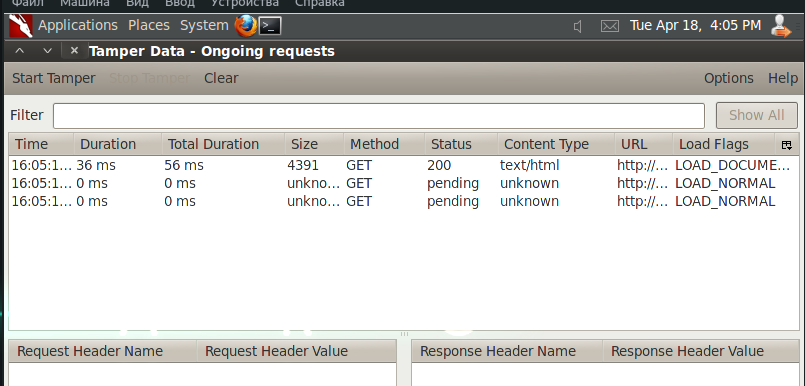 Файл Машина Вид Ввод Устройства Справка
Applications Places System Tue Apr 18, 4:05 PM
Tamper Data - Ongoing requests
Start Tamper Stop Tamper Clear Options Help
Filter Show All
Time Duration Total Duration Size Method Status Content Type URL Load Flags
16:05:1... 36 ms 56 ms 4391 GET 200 text/html http://... LOAD_DOCUME...
16:05:1... 0 ms 0 ms unkno... GET pending unknown http://... LOAD_NORMAL
16:05:1... 0 ms 0 ms unkno... GET pending unknown http://... LOAD_NORMAL
Request Header Name Request Header Value Response Header Name Response Header Value